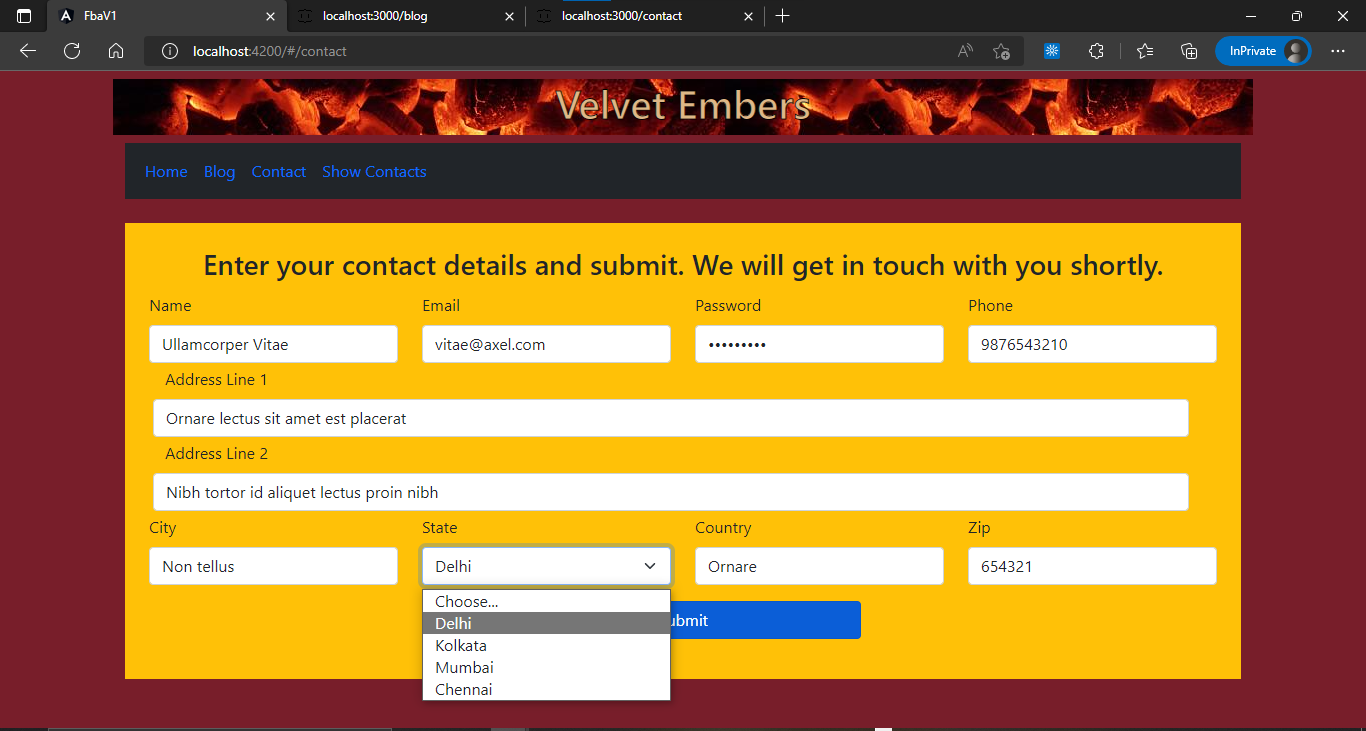 FbaV1
localhost:3000/blog
localhost:3000/contact
localhost:4200/#/contact
InPrivate
Velvet Embers
Home Blog Contact Show Contacts
Enter your contact details and submit. We will get in touch with you shortly.
Name Email Password Phone
Ullamcorper Vitae vitae@axel.com ••••••••• 9876543210
Address Line 1
Ornare lectus sit amet est placerat
Address Line 2
Nibh tortor id aliquet lectus proin nibh
City State Country Zip
Non tellus Delhi Ornare 654321
Choose...
Delhi
ubmit
Kolkata
Mumbai
Chennai